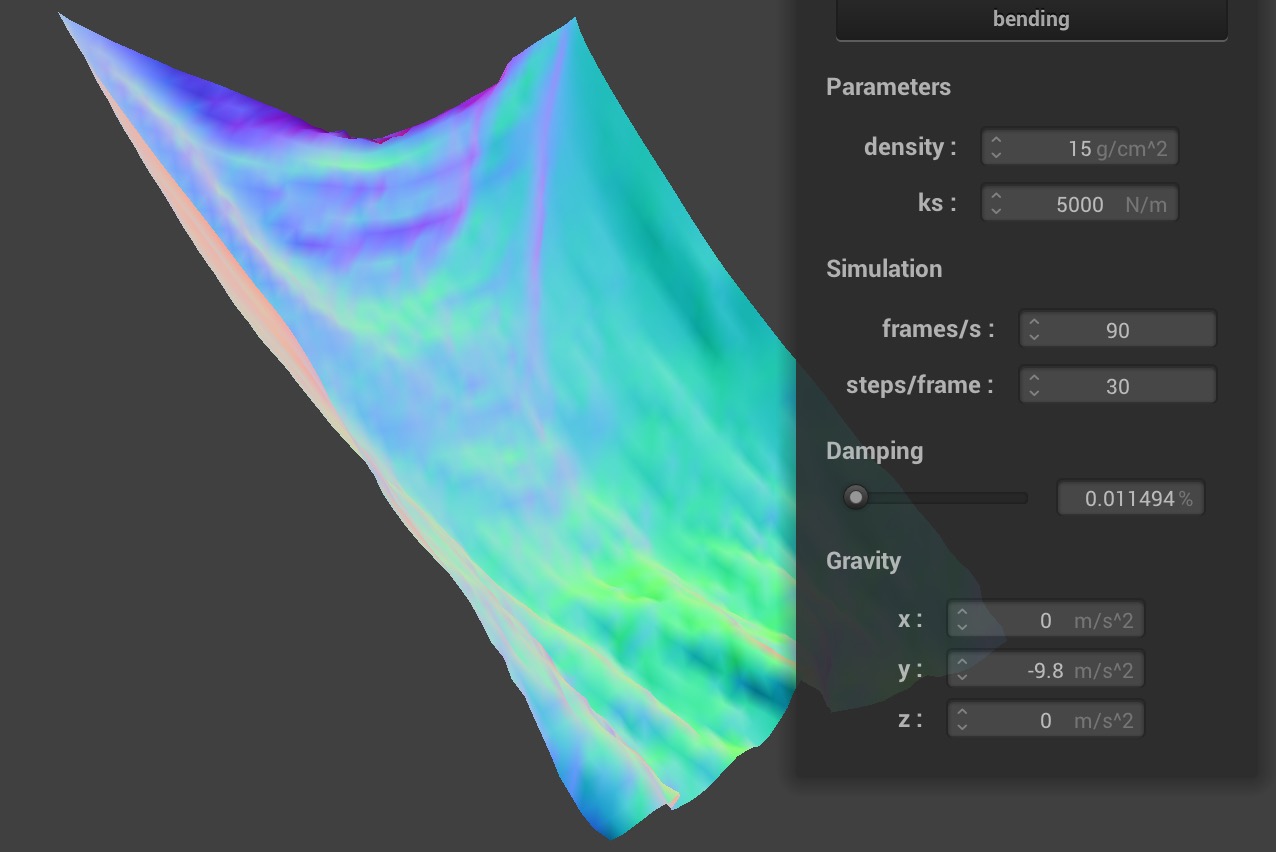 bending
Parameters
density : 15 g/cm^2
ks : 5000 N/m
Simulation
frames/s : 90
steps/frame : 30
Damping
0.011494 %
Gravity
x : 0 m/s^2
y : -9.8 m/s^2
z : 0 m/s^2